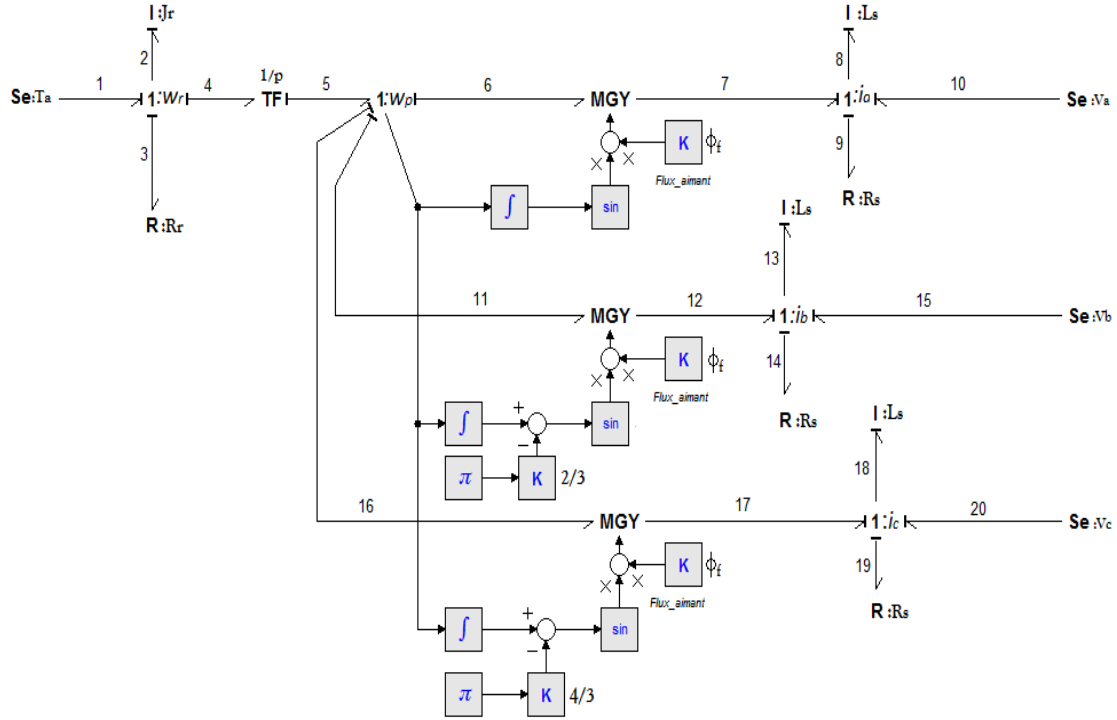 I :Jr
I :Ls
2
8
1
4
1/p
5
6
7
10
Se:Ta
1:wr
TF
1:wp
MGY
1:ia
Se :Va
3
K
ϕf
9
× ×
Flux_aimant
R :Rr
∫
sin
R :Rs
I :Ls
13
11
12
15
MGY
1:ib
Se :Vb
K
ϕf
14
× ×
Flux_aimant
∫
+
sin
R :Rs
−
I :Ls
π
K
2/3
18
16
17
20
MGY
1:ic
Se :Vc
K
ϕf
19
× ×
Flux_aimant
R :Rs
∫
+
sin
−
π
K
4/3